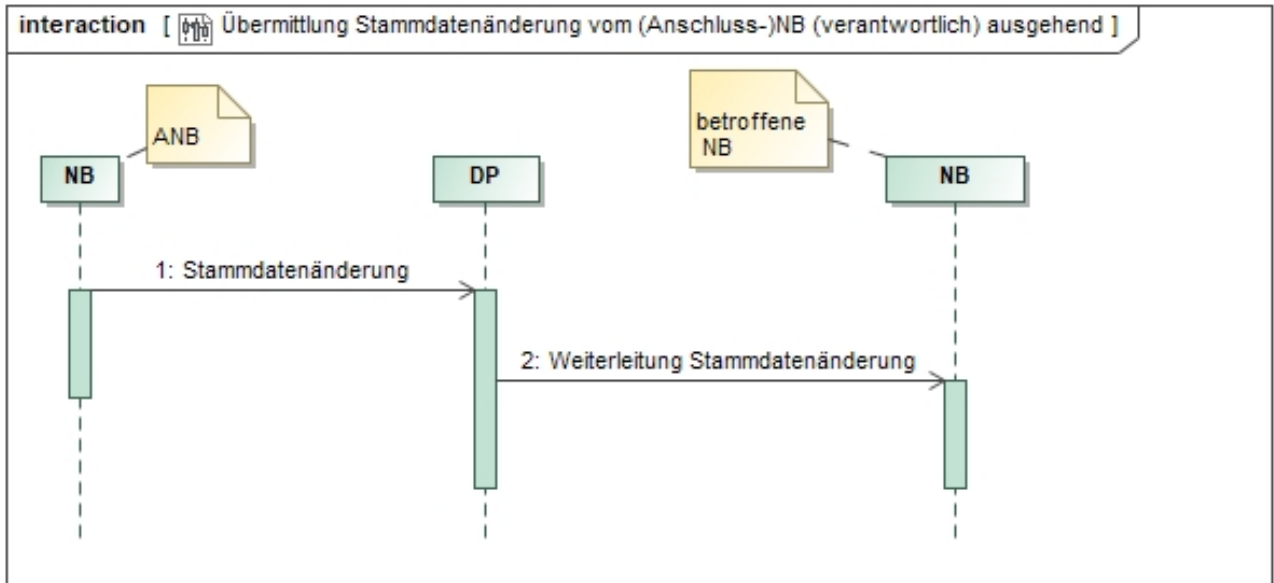 interaction [ Übermittlung Stammdatenänderung vom (Anschluss-)NB (verantwortlich) ausgehend ]
ANB
betroffene
NB
NB
DP
NB
1: Stammdatenänderung
2: Weiterleitung Stammdatenänderung